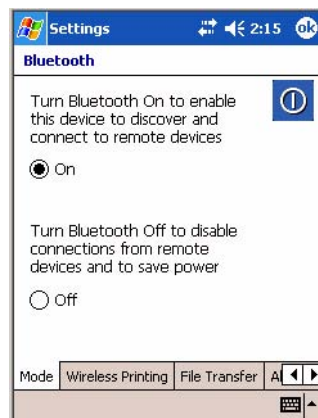 Settings 2:15 ok
Bluetooth
Turn Bluetooth On to enable
this device to discover and
connect to remote devices
On
Turn Bluetooth Off to disable
connections from remote
devices and to save power
Off
Mode Wireless Printing File Transfer